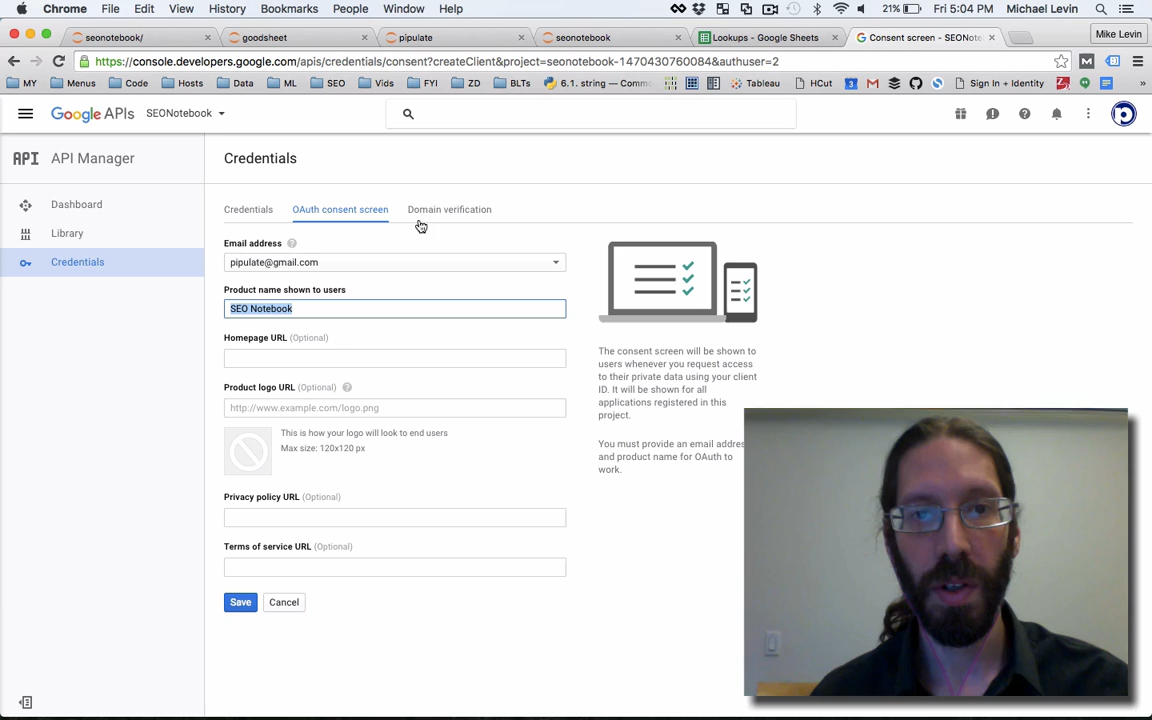 Chrome File Edit View History Bookmarks People Window Help 21% Fri 5:04 PM Michael Levin
seonotebook/ goodsheet pipulate seonotebook Lookups - Google Sheets Consent screen - SEONote Mike Levin
https://console.developers.google.com/apis/credentials/consent?createClient&project=seonotebook-1470430760084&authuser=2
MY Menus Code Hosts Data ML SEO Vids FYI ZD BLTs 6.1. string — Comm Tableau HCut 3 Sign In + Identity »
Google APIs SEONotebook
API API Manager
Credentials
Dashboard
Library
Credentials
Credentials OAuth consent screen Domain verification
Email address
pipulate@gmail.com
Product name shown to users
SEO Notebook
Homepage URL (Optional)
Product logo URL (Optional)
http://www.example.com/logo.png
This is how your logo will look to end users
Max size: 120x120 px
Privacy policy URL (Optional)
Terms of service URL (Optional)
Save Cancel
The consent screen will be shown to
users whenever you request access
to their private data using your client
ID. It will be shown for all
applications registered in this
project.
You must provide an email addres
and product name for OAuth to
work.